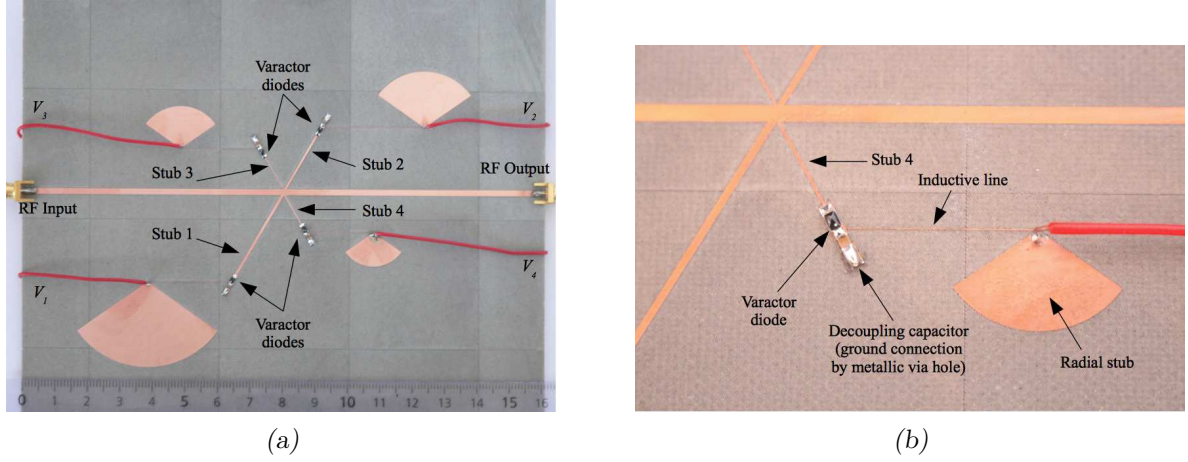 Varactor
diodes
V3
V2
Stub 3
Stub 2
RF Output
RF Input
Stub 4
Stub 1
V1
V4
Varactor
diodes
0 1 2 3 4 5 6 7 8 9 10 11 12 13 14 15 16
(a)
Stub 4
Inductive line
Varactor
diode
Decoupling capacitor
(ground connection
by metallic via hole)
Radial stub
(b)